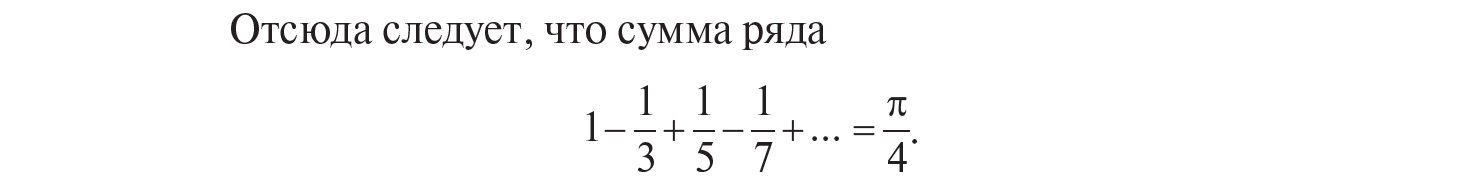 Отсюда следует, что сумма ряда
1 − 1/3 + 1/5 − 1/7 + ... = π/4.